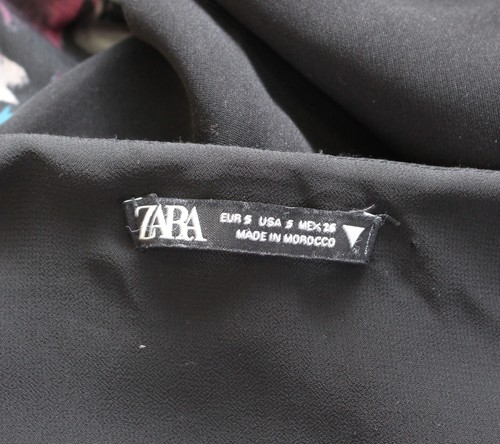 ZARA
EUR S USA S MEX 26
MADE IN MOROCCO